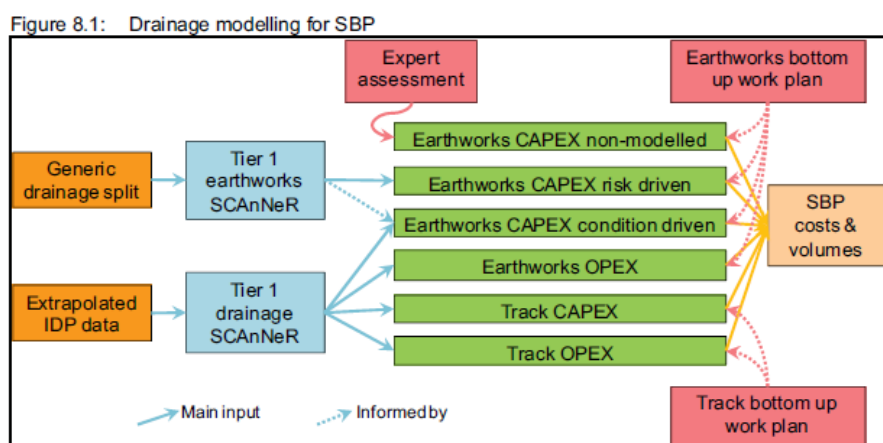 Figure 8.1: Drainage modelling for SBP
Expert
assessment
Earthworks bottom
up work plan
Generic
drainage split
Tier 1
earthworks
SCAnNeR
Earthworks CAPEX non-modelled
Earthworks CAPEX risk driven
Earthworks CAPEX condition driven
Earthworks OPEX
Track CAPEX
Track OPEX
SBP
costs &
volumes
Extrapolated
IDP data
Tier 1
drainage
SCAnNeR
Main input
Informed by
Track bottom up
work plan